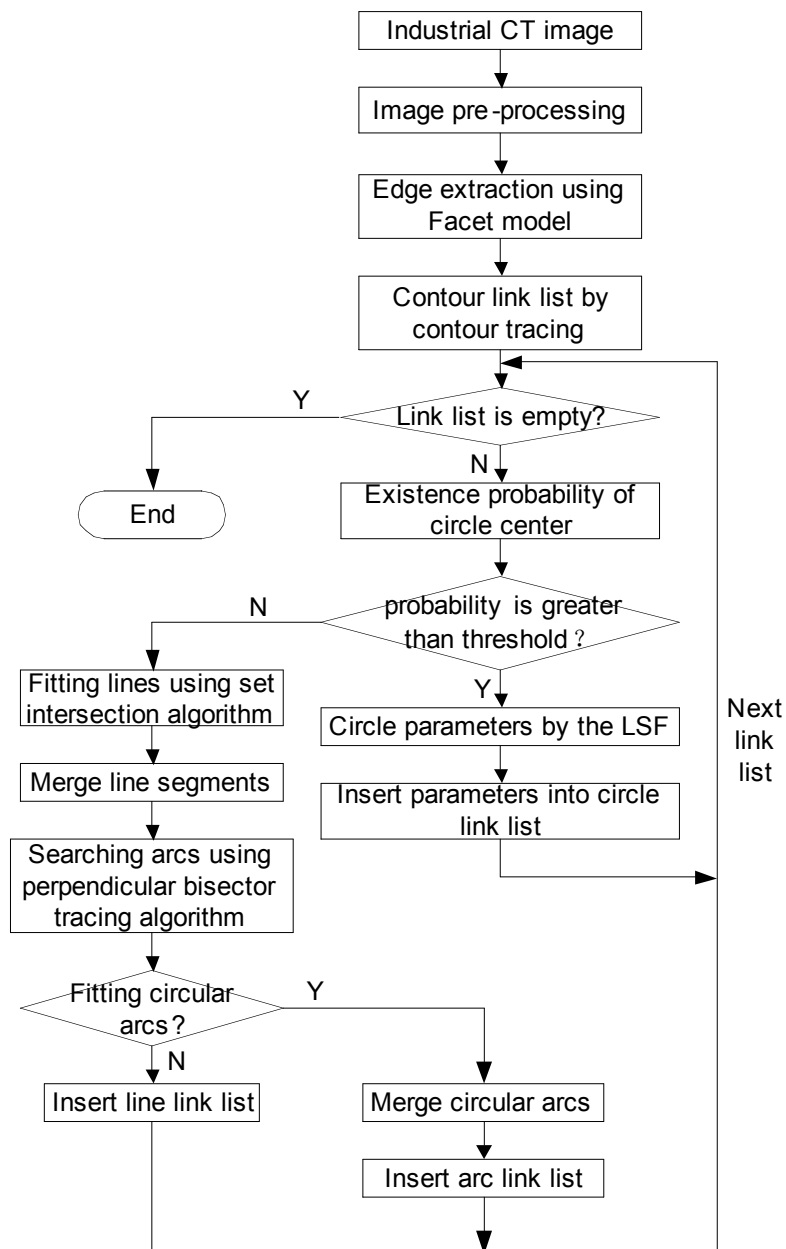 Industrial CT image
Image pre-processing
Edge extraction using
Facet model
Contour link list by
contour tracing
Y
Link list is empty?
N
End
Existence probability of
circle center
N
probability is greater
than threshold？
Y
Fitting lines using set
intersection algorithm
Circle parameters by the LSF
Next
link
list
Merge line segments
Insert parameters into circle
link list
Searching arcs using
perpendicular bisector
tracing algorithm
Fitting circular
arcs?
Y
N
Insert line link list
Merge circular arcs
Insert arc link list